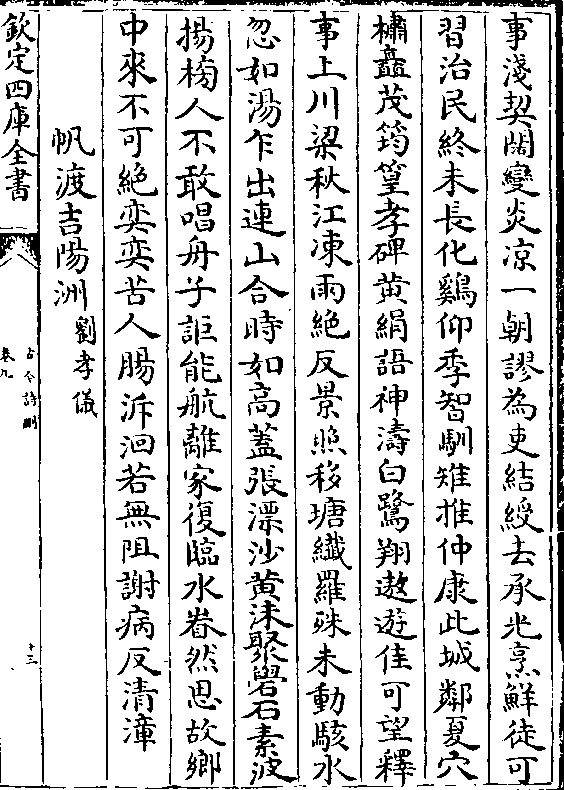 事淺契闊變炎凉一朝謬為吏結綬去承光烹鮮徒可
習治民終未長化鷄仰季智馴雉推仲康此城鄰夏穴
櫹矗茂筠篁孝碑黄絹語神濤白鷺翔遨遊佳可望釋
事上川梁秋江凍雨絶反景照移塘纖羅殊未動駭水
忽如湯乍出連山合時如高蓋張漂沙黄沫聚礐石素波
揚榜人不敢唱舟子詎能航離家復臨水眷然思故鄉
中來不可絶奕奕苦人腸泝洄若無阻謝病反清漳
帆渡吉陽洲 劉孝儀
欽定四庫全書
古今詩刪
卷九
十三